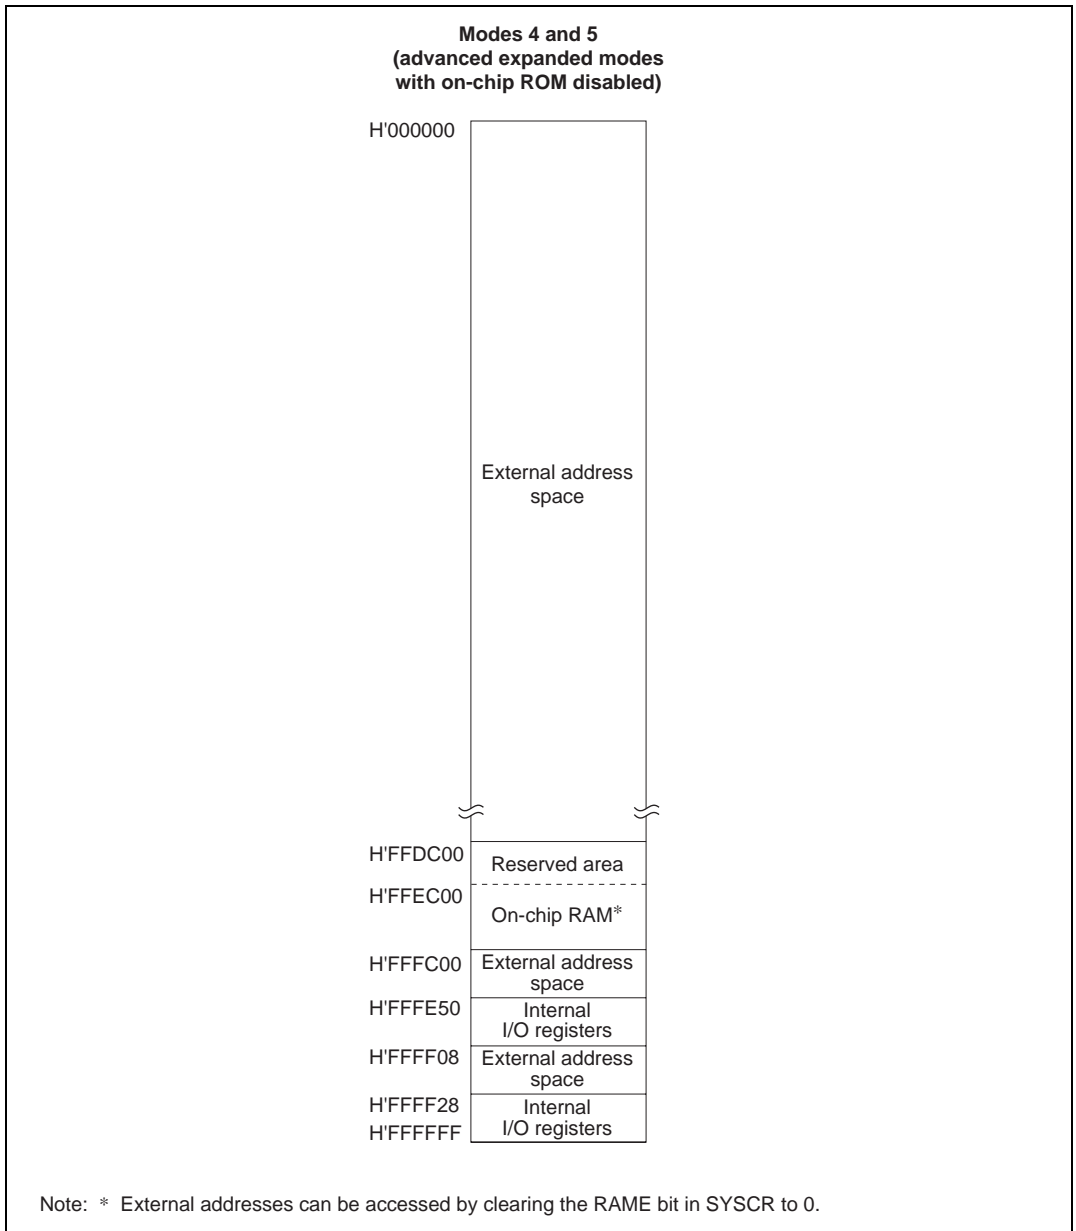 Modes 4 and 5
(advanced expanded modes
with on-chip ROM disabled)
H'000000
External address
space
H'FFDC00
Reserved area
H'FFEC00
On-chip RAM*
H'FFFC00
External address
space
H'FFFE50
Internal
I/O registers
H'FFFF08
External address
space
H'FFFF28
Internal
I/O registers
H'FFFFFF
Note: * External addresses can be accessed by clearing the RAME bit in SYSCR to 0.